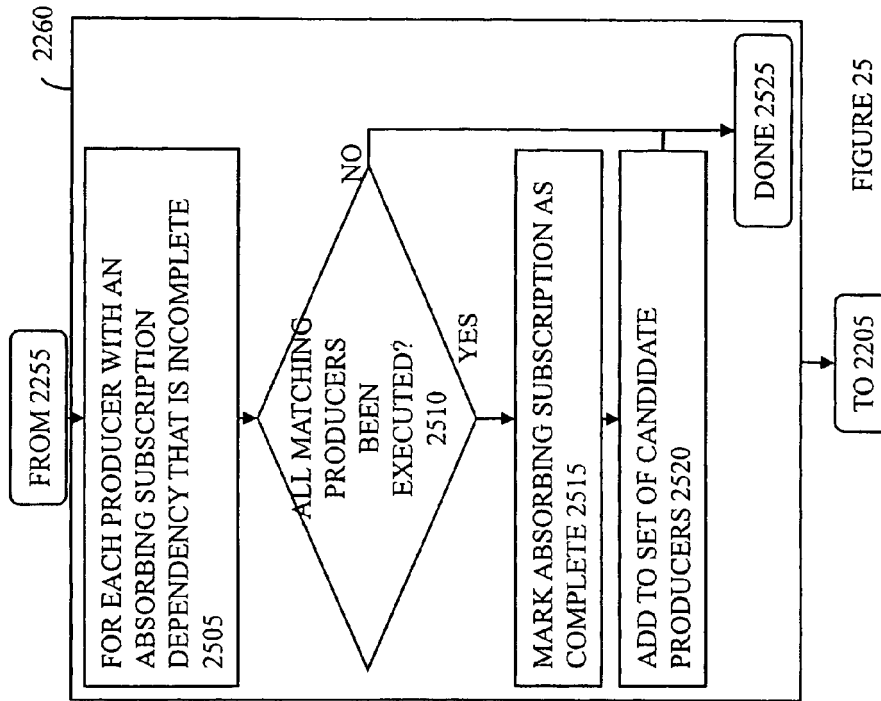 2260
FROM 2255
FOR EACH PRODUCER WITH AN
ABSORBING SUBSCRIPTION
DEPENDENCY THAT IS INCOMPLETE
2505
ALL MATCHING
PRODUCERS
BEEN
EXECUTED?
2510
NO
YES
MARK ABSORBING SUBSCRIPTION AS
COMPLETE 2515
ADD TO SET OF CANDIDATE
PRODUCERS 2520
DONE 2525
TO 2205
FIGURE 25